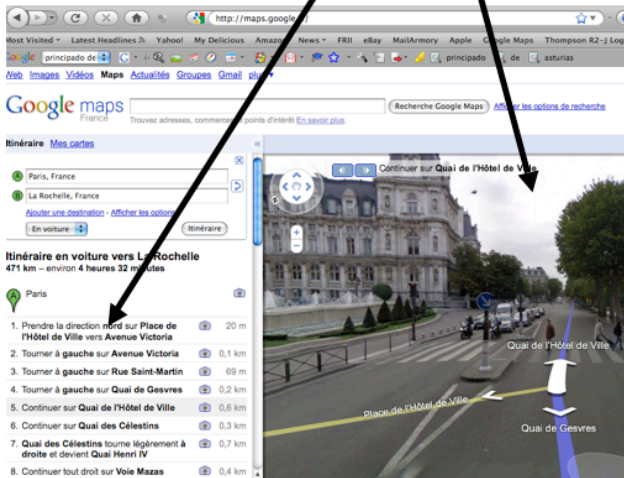 http://maps.google.
Most Visited Latest Headlines Yahoo! My Delicious Amazon News FRII eBay MailArmory Apple Google Maps Thompson R2-J Log
Google principado de principado de asturias
Web Images Vidéos Maps Actualités Groupes Gmail plus
Google maps Recherche Google Maps Afficher les options de recherche
France Trouvez adresses, commerces points d'intérêt En savoir plus.
Itinéraire Mes cartes «
A Paris, France
B La Rochelle, France
Ajouter une destination - Afficher les options
En voiture Itinéraire
Itinéraire en voiture vers La Rochelle
471 km – environ 4 heures 32 minutes
A Paris
1. Prendre la direction nord sur Place de l'Hôtel de Ville vers Avenue Victoria 20 m
2. Tourner à gauche sur Avenue Victoria 0,1 km
3. Tourner à gauche sur Rue Saint-Martin 69 m
4. Tourner à gauche sur Quai de Gesvres 0,2 km
5. Continuer sur Quai de l'Hôtel de Ville 0,6 km
6. Continuer sur Quai des Célestins 0,3 km
7. Quai des Célestins tourne légèrement à droite et devient Quai Henri IV 0,7 km
8. Continuer tout droit sur Voie Mazas 0,4 km
Continuer sur Quai de l'Hôtel de Ville
N
Quai de l'Hôtel de Ville
Place de l'Hôtel de Ville
Quai de Gesvres